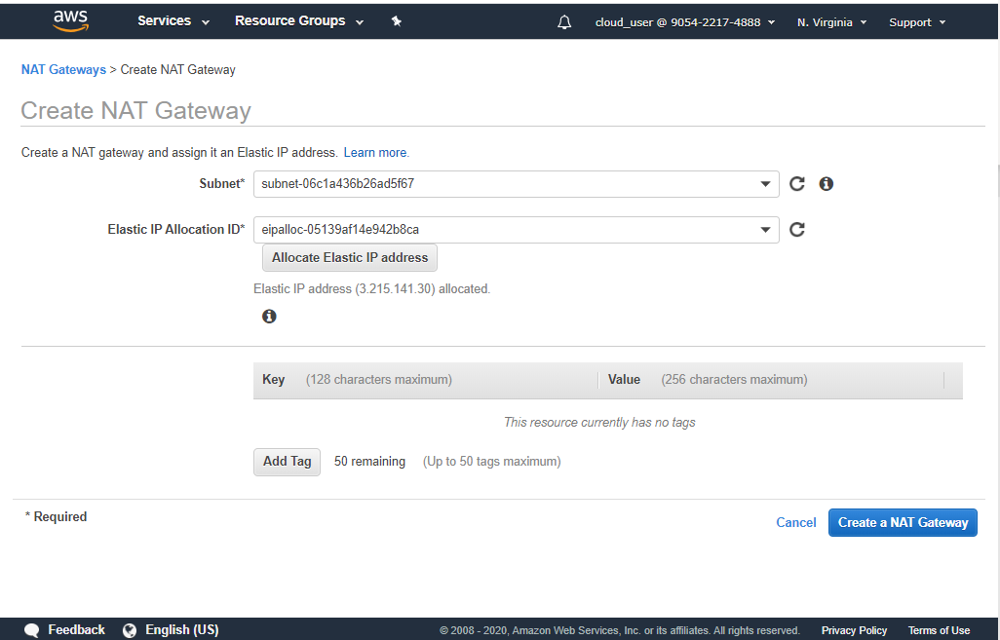 aws Services Resource Groups cloud_user @ 9054-2217-4888 N. Virginia Support
NAT Gateways > Create NAT Gateway
Create NAT Gateway
Create a NAT gateway and assign it an Elastic IP address. Learn more.
Subnet* subnet-06c1a436b26ad5f67
Elastic IP Allocation ID* eipalloc-05139af14e942b8ca
Allocate Elastic IP address
Elastic IP address (3.215.141.30) allocated.
Key (128 characters maximum) Value (256 characters maximum)
This resource currently has no tags
Add Tag 50 remaining (Up to 50 tags maximum)
* Required
Cancel Create a NAT Gateway
Feedback English (US) © 2008 - 2020, Amazon Web Services, Inc. or its affiliates. All rights reserved. Privacy Policy Terms of Use